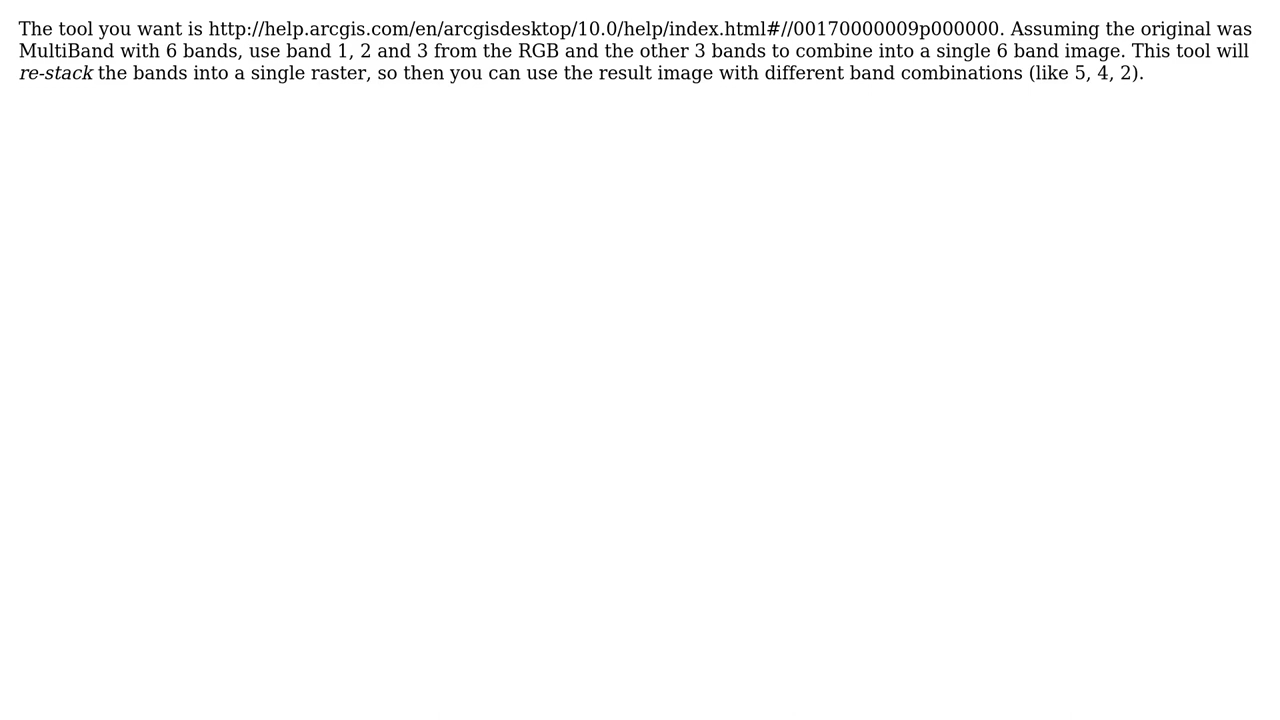 The tool you want is http://help.arcgis.com/en/arcgisdesktop/10.0/help/index.html#//00170000009p000000. Assuming the original was
MultiBand with 6 bands, use band 1, 2 and 3 from the RGB and the other 3 bands to combine into a single 6 band image. This tool will
re-stack the bands into a single raster, so then you can use the result image with different band combinations (like 5, 4, 2).